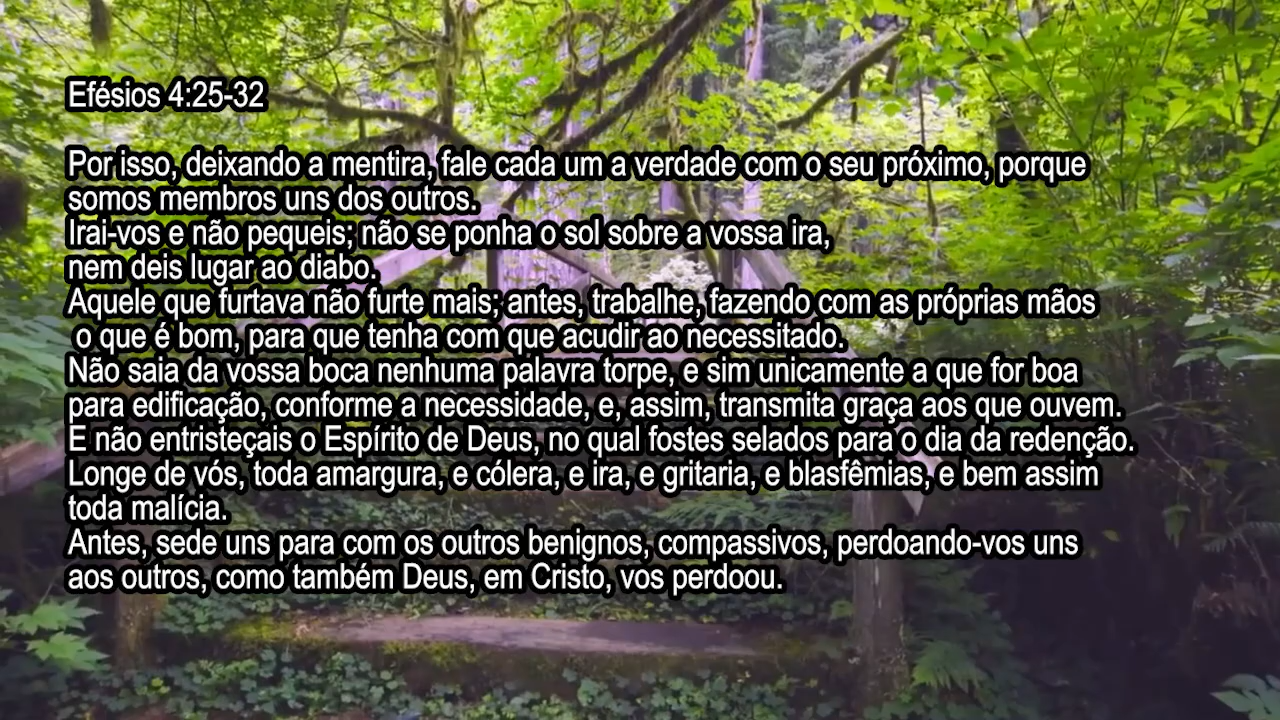 Efésios 4:25-32
Por isso, deixando a mentira, fale cada um a verdade com o seu próximo, porque
somos membros uns dos outros.
Irai-vos e não pequeis; não se ponha o sol sobre a vossa ira,
nem deis lugar ao diabo.
Aquele que furtava não furte mais; antes, trabalhe, fazendo com as próprias mãos
o que é bom, para que tenha com que acudir ao necessitado.
Não saia da vossa boca nenhuma palavra torpe, e sim unicamente a que for boa
para edificação, conforme a necessidade, e, assim, transmita graça aos que ouvem.
E não entristeçais o Espírito de Deus, no qual fostes selados para o dia da redenção.
Longe de vós, toda amargura, e cólera, e ira, e gritaria, e blasfêmias, e bem assim
toda malícia.
Antes, sede uns para com os outros benignos, compassivos, perdoando-vos uns
aos outros, como também Deus, em Cristo, vos perdoou.